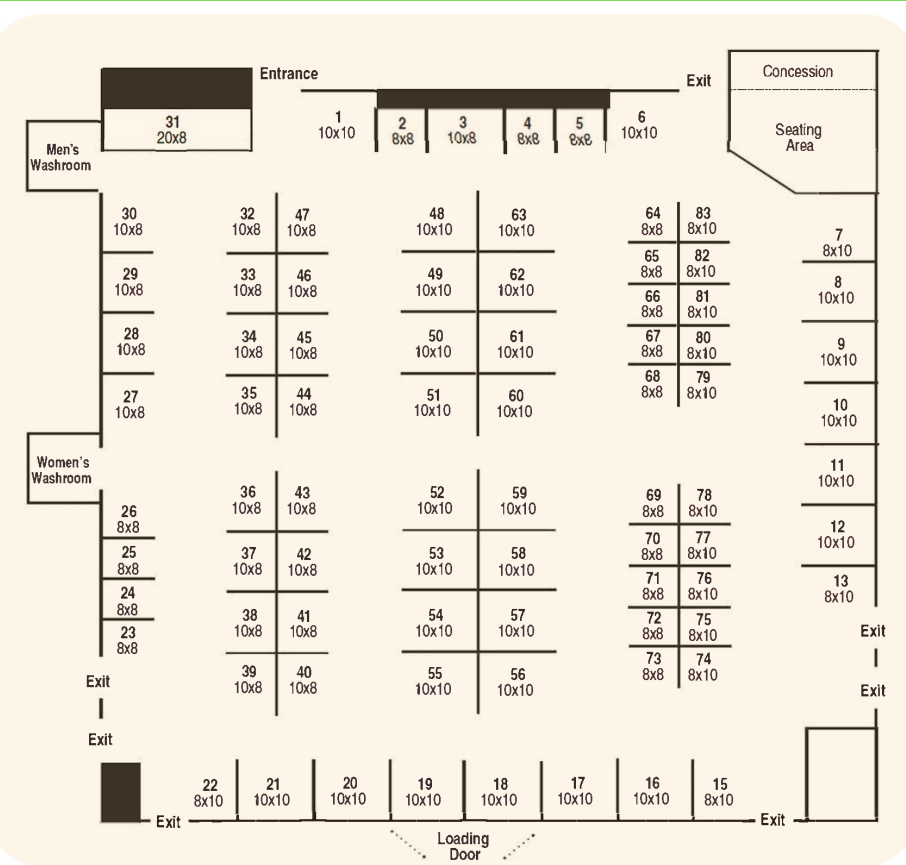 Entrance
Exit
Concession
Seating
Area
31
20x8
1
10x10
2
8x8
3
10x8
4
8x8
5
8x8
6
10x10
Men's
Washroom
30
10x8
29
10x8
28
10x8
27
10x8
Women's
Washroom
26
8x8
25
8x8
24
8x8
23
8x8
Exit
Exit
32
10x8
47
10x8
33
10x8
46
10x8
34
10x8
45
10x8
35
10x8
44
10x8
36
10x8
43
10x8
37
10x8
42
10x8
38
10x8
41
10x8
39
10x8
40
10x8
48
10x10
63
10x10
49
10x10
62
10x10
50
10x10
61
10x10
51
10x10
60
10x10
52
10x10
59
10x10
53
10x10
58
10x10
54
10x10
57
10x10
55
10x10
56
10x10
64
8x8
83
8x10
65
8x8
82
8x10
66
8x8
81
8x10
67
8x8
80
8x10
68
8x8
79
8x10
69
8x8
78
8x10
70
8x8
77
8x10
71
8x8
76
8x10
72
8x8
75
8x10
73
8x8
74
8x10
7
8x10
8
10x10
9
10x10
10
10x10
11
10x10
12
10x10
13
8x10
Exit
Exit
22
8x10
21
10x10
20
10x10
19
10x10
18
10x10
17
10x10
16
10x10
15
8x10
Exit
Exit
Loading
Door